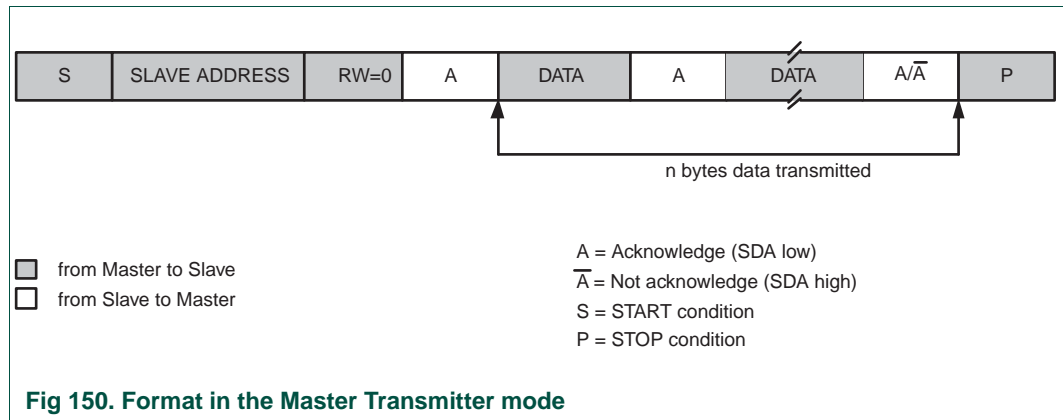 S SLAVE ADDRESS RW=0 A DATA A DATA A/A̅ P
n bytes data transmitted
from Master to Slave
from Slave to Master
A = Acknowledge (SDA low)
A̅ = Not acknowledge (SDA high)
S = START condition
P = STOP condition
Fig 150. Format in the Master Transmitter mode